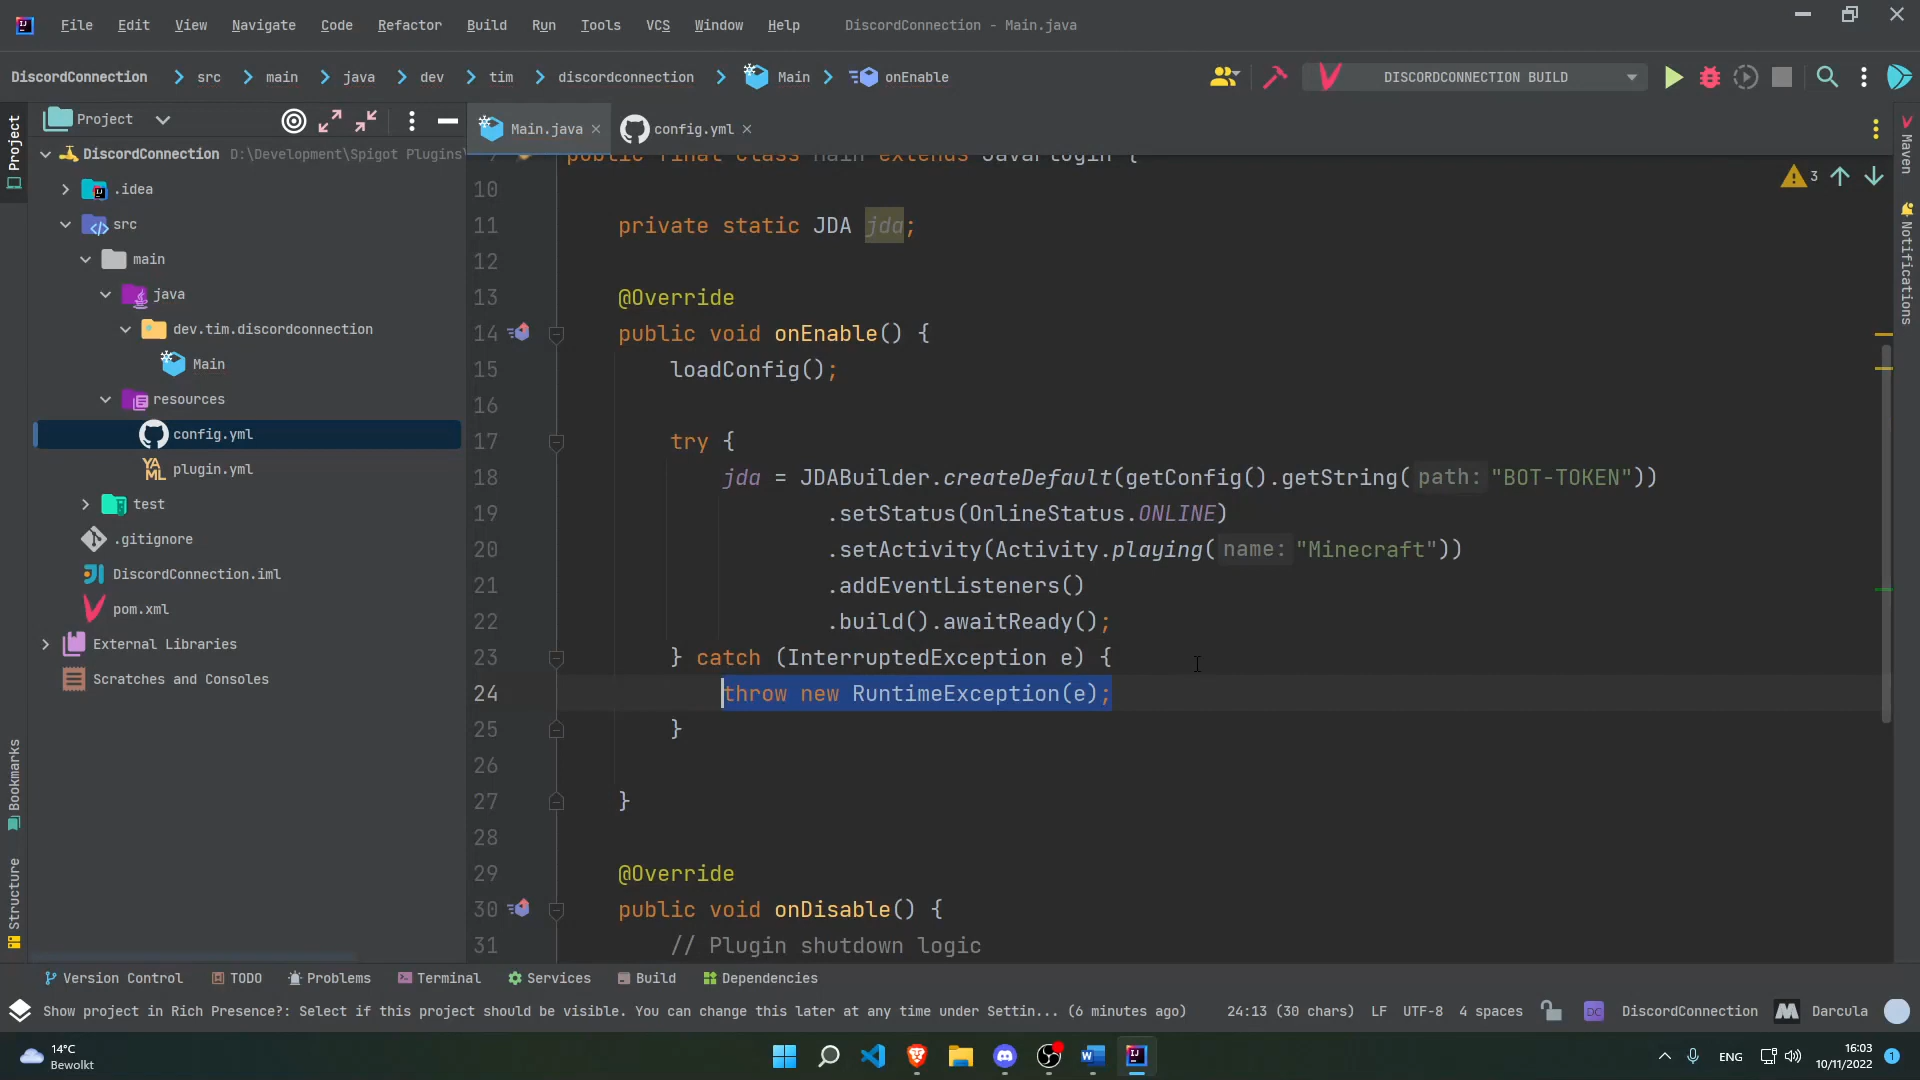 File Edit View Navigate Code Refactor Build Run Tools VCS Window Help DiscordConnection - Main.java
DiscordConnection src main java dev tim discordconnection Main onEnable DISCORDCONNECTION BUILD
Project
Main.java config.yml
DiscordConnection D:\Development\Spigot Plugins\
.idea
src
main
java
dev.tim.discordconnection
Main
resources
config.yml
plugin.yml
test
.gitignore
DiscordConnection.iml
pom.xml
External Libraries
Scratches and Consoles
Project
Bookmarks
Structure
public final class Main extends JavaPlugin {
3
10
11 private static JDA jda;
12
13 @Override
14 public void onEnable() {
15 loadConfig();
16
17 try {
18 jda = JDABuilder.createDefault(getConfig().getString( path: "BOT-TOKEN"))
19 .setStatus(OnlineStatus.ONLINE)
20 .setActivity(Activity.playing( name: "Minecraft"))
21 .addEventListeners()
22 .build().awaitReady();
23 } catch (InterruptedException e) {
24 throw new RuntimeException(e);
25 }
26
27 }
28
29 @Override
30 public void onDisable() {
31 // Plugin shutdown logic
Maven
Notifications
Version Control TODO Problems Terminal Services Build Dependencies
Show project in Rich Presence?: Select if this project should be visible. You can change this later at any time under Settin... (6 minutes ago) 24:13 (30 chars) LF UTF-8 4 spaces DC DiscordConnection Darcula
14°C
Bewolkt
ENG
16:03
10/11/2022
1